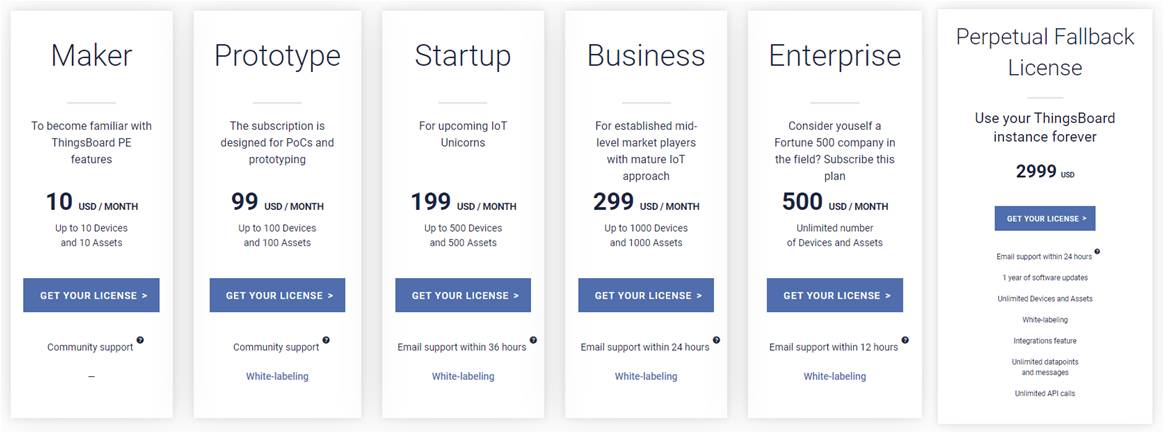 Maker
To become familiar with
ThingsBoard PE
features
10 USD / MONTH
Up to 10 Devices
and 10 Assets
GET YOUR LICENSE >
Community support ?
–
Prototype
The subscription is
designed for PoCs and
prototyping
99 USD / MONTH
Up to 100 Devices
and 100 Assets
GET YOUR LICENSE >
Community support ?
White-labeling
Startup
For upcoming IoT
Unicorns
199 USD / MONTH
Up to 500 Devices
and 500 Assets
GET YOUR LICENSE >
Email support within 36 hours ?
White-labeling
Business
For established mid-
level market players
with mature IoT
approach
299 USD / MONTH
Up to 1000 Devices
and 1000 Assets
GET YOUR LICENSE >
Email support within 24 hours ?
White-labeling
Enterprise
Consider youself a
Fortune 500 company in
the field? Subscribe this
plan
500 USD / MONTH
Unlimited number
of Devices and Assets
GET YOUR LICENSE >
Email support within 12 hours ?
White-labeling
Perpetual Fallback
License
Use your ThingsBoard
instance forever
2999 USD
GET YOUR LICENSE >
Email support within 24 hours ?
1 year of software updates
Unlimited Devices and Assets
White-labeling
Integrations feature
Unlimited datapoints
and messages
Unlimited API calls